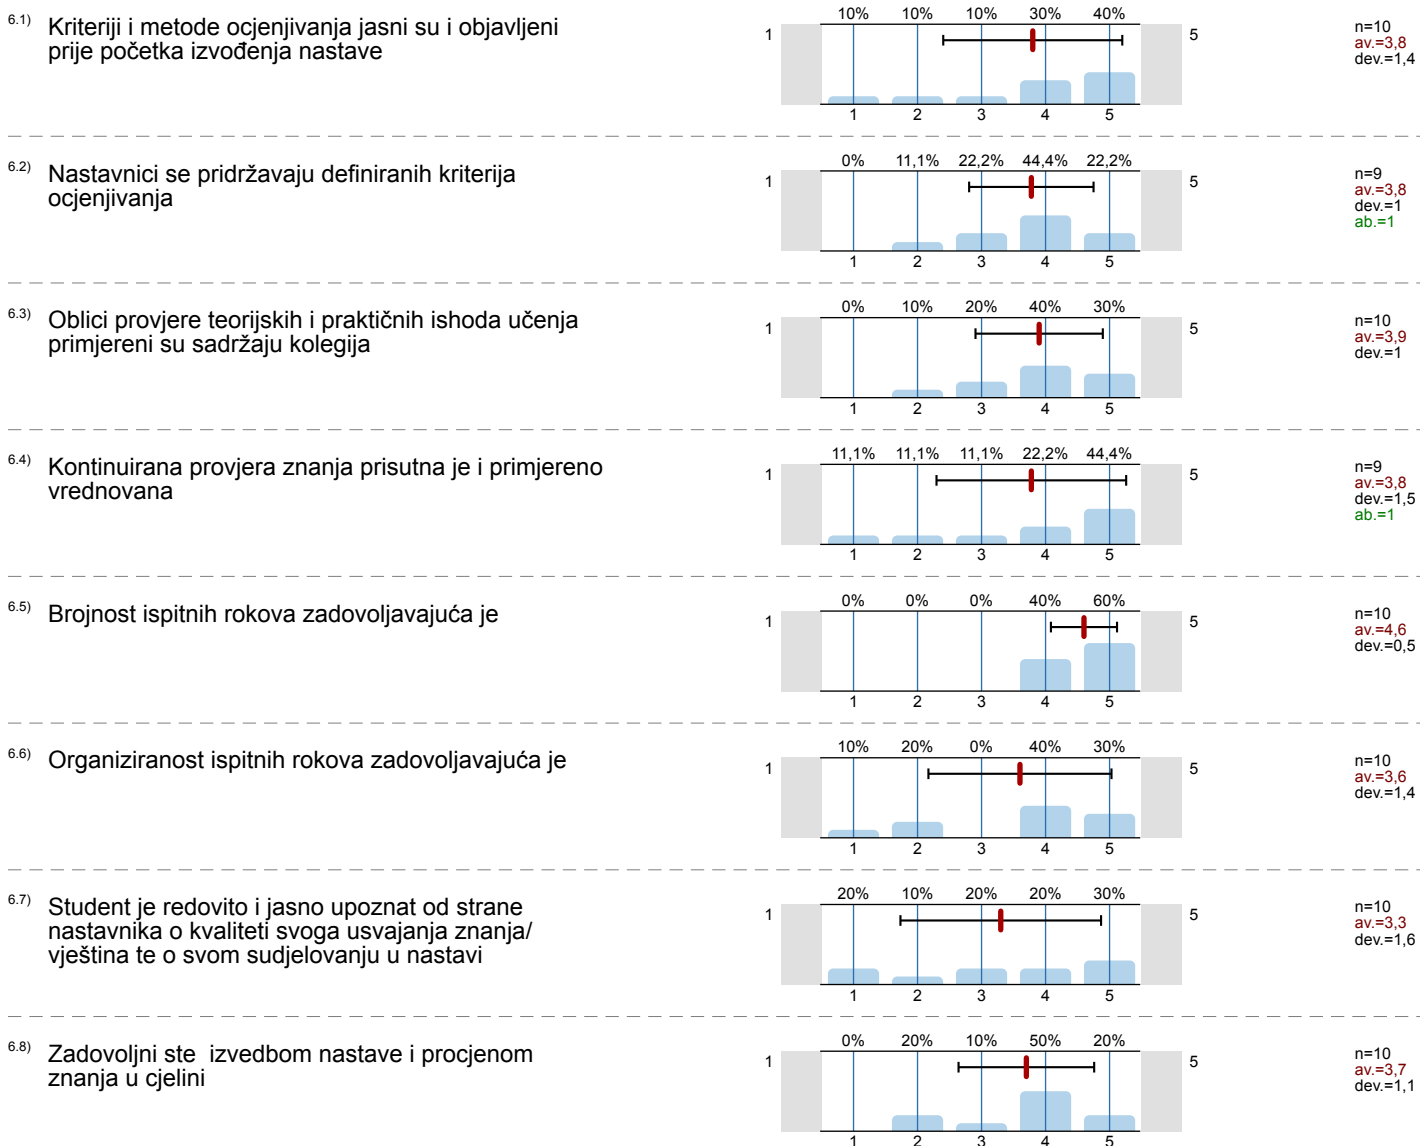 6.1) Kriteriji i metode ocjenjivanja jasni su i objavljeni
prije početka izvođenja nastave
10% 10% 10% 30% 40%
1 5
1 2 3 4 5
n=10
av.=3,8
dev.=1,4
6.2) Nastavnici se pridržavaju definiranih kriterija
ocjenjivanja
0% 11,1% 22,2% 44,4% 22,2%
1 5
1 2 3 4 5
n=9
av.=3,8
dev.=1
ab.=1
6.3) Oblici provjere teorijskih i praktičnih ishoda učenja
primjereni su sadržaju kolegija
0% 10% 20% 40% 30%
1 5
1 2 3 4 5
n=10
av.=3,9
dev.=1
6.4) Kontinuirana provjera znanja prisutna je i primjereno
vrednovana
11,1% 11,1% 11,1% 22,2% 44,4%
1 5
1 2 3 4 5
n=9
av.=3,8
dev.=1,5
ab.=1
6.5) Brojnost ispitnih rokova zadovoljavajuća je
0% 0% 0% 40% 60%
1 5
1 2 3 4 5
n=10
av.=4,6
dev.=0,5
6.6) Organiziranost ispitnih rokova zadovoljavajuća je
10% 20% 0% 40% 30%
1 5
1 2 3 4 5
n=10
av.=3,6
dev.=1,4
6.7) Student je redovito i jasno upoznat od strane
nastavnika o kvaliteti svoga usvajanja znanja/
vještina te o svom sudjelovanju u nastavi
20% 10% 20% 20% 30%
1 5
1 2 3 4 5
n=10
av.=3,3
dev.=1,6
6.8) Zadovoljni ste izvedbom nastave i procjenom
znanja u cjelini
0% 20% 10% 50% 20%
1 5
1 2 3 4 5
n=10
av.=3,7
dev.=1,1